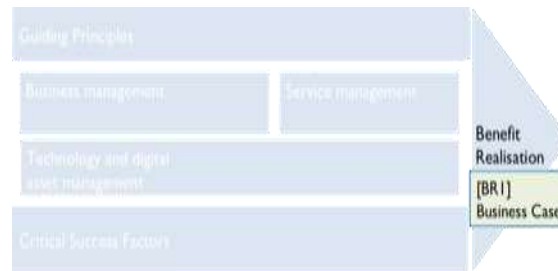 Guiding Principles
Business management
Service management
Technology and digital
asset management
Critical Success Factors
Benefit
Realisation
[BR1]
Business Case